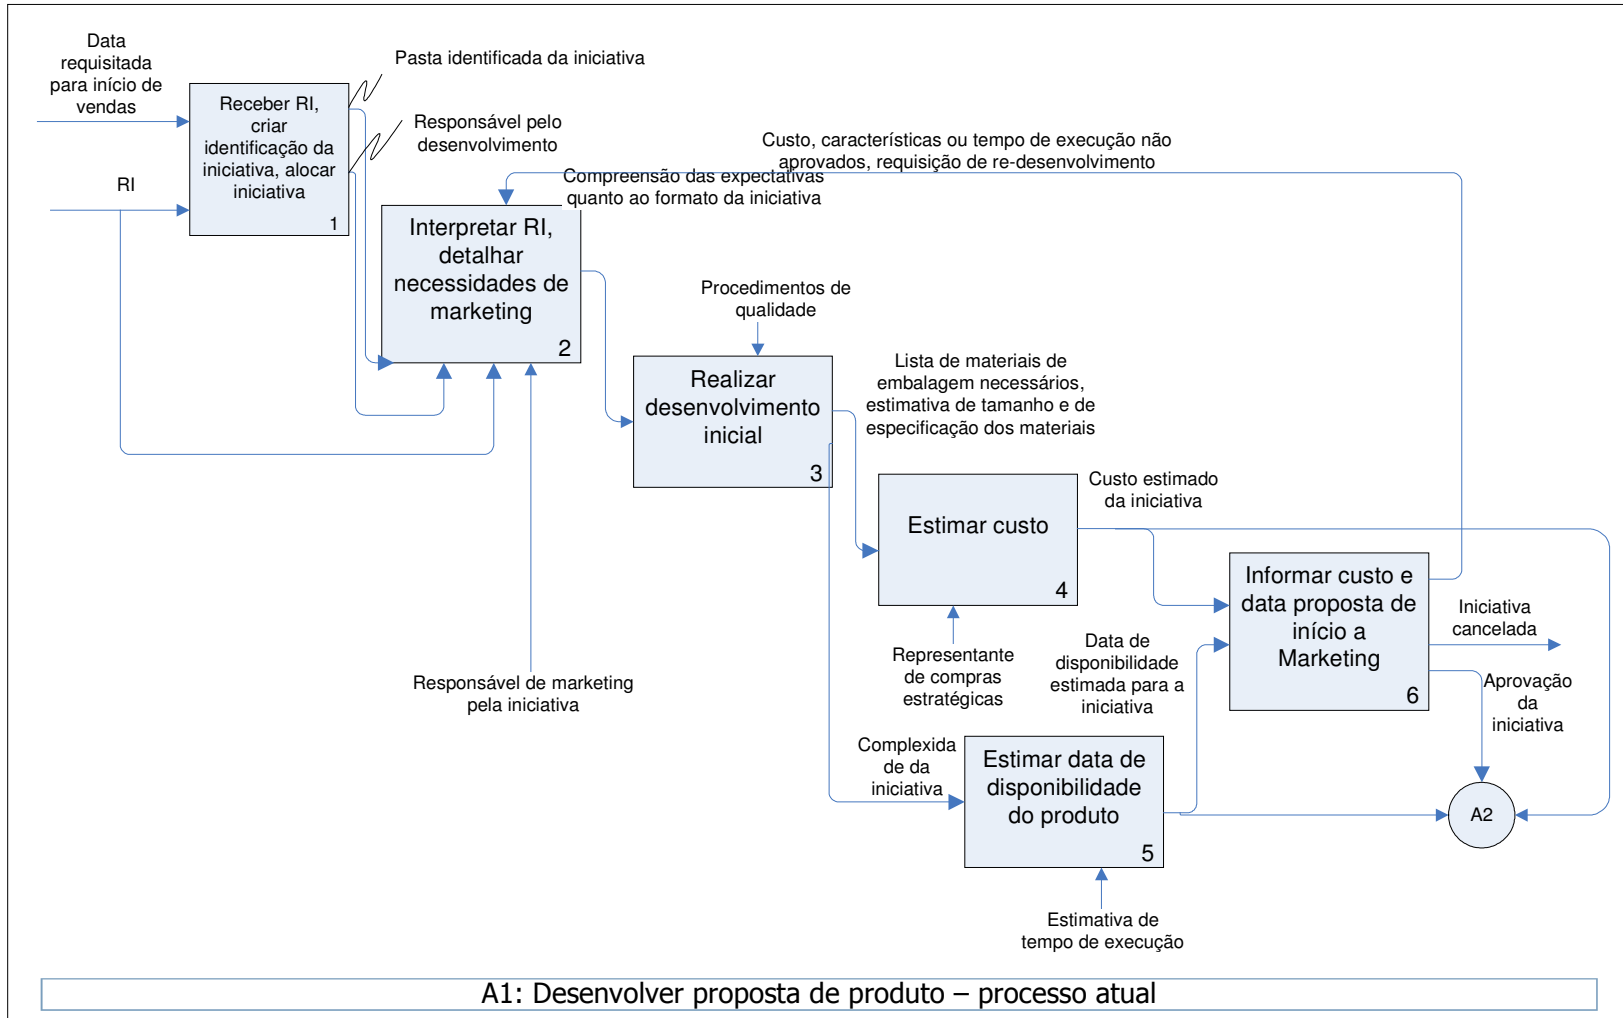 Data
requisitada
para início de
vendas
Pasta identificada da iniciativa
Receber RI,
criar
identificação da
iniciativa, alocar
iniciativa
1
Responsável pelo
desenvolvimento
RI
Custo, características ou tempo de execução não
aprovados, requisição de re-desenvolvimento
Compreensão das expectativas
quanto ao formato da iniciativa
Interpretar RI,
detalhar
necessidades de
marketing
2
Procedimentos de
qualidade
Realizar
desenvolvimento
inicial
3
Lista de materiais de
embalagem necessários,
estimativa de tamanho e de
especificação dos materiais
Estimar custo
4
Custo estimado
da iniciativa
Representante
de compras
estratégicas
Responsável de marketing
pela iniciativa
Data de
disponibilidade
estimada para a
iniciativa
Informar custo e
data proposta de
início a
Marketing
6
Iniciativa
cancelada
Aprovação
da
iniciativa
Complexida
de da
iniciativa
Estimar data de
disponibilidade
do produto
5
A2
Estimativa de
tempo de execução
A1: Desenvolver proposta de produto – processo atual